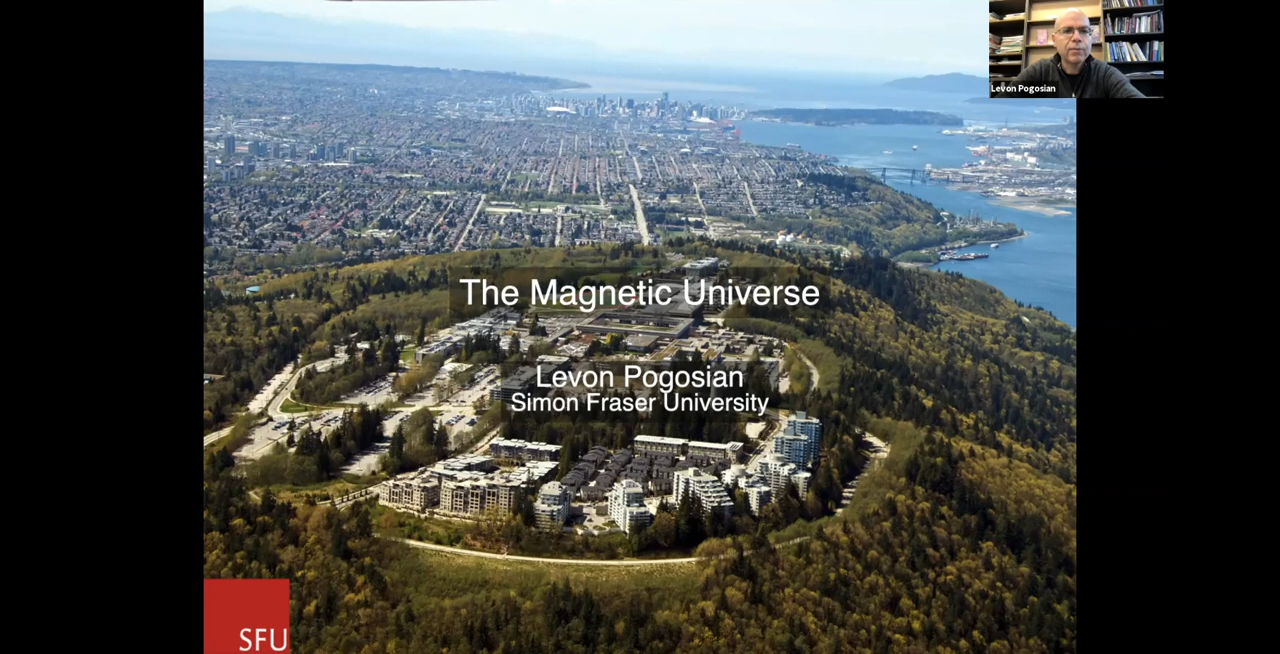 Levon Pogosian
The Magnetic Universe
Levon Pogosian
Simon Fraser University
SFU